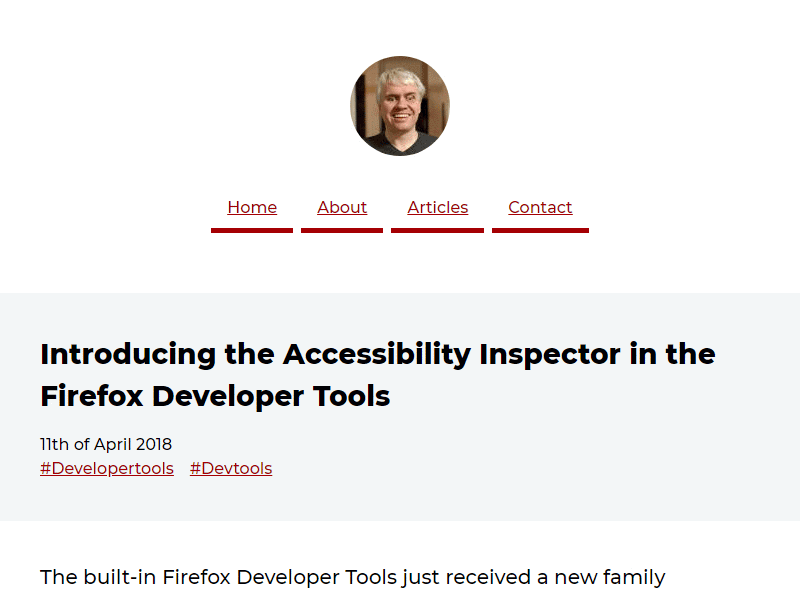 Home About Articles Contact
Introducing the Accessibility Inspector in the
Firefox Developer Tools
11th of April 2018
#Developertools #Devtools
The built-in Firefox Developer Tools just received a new family